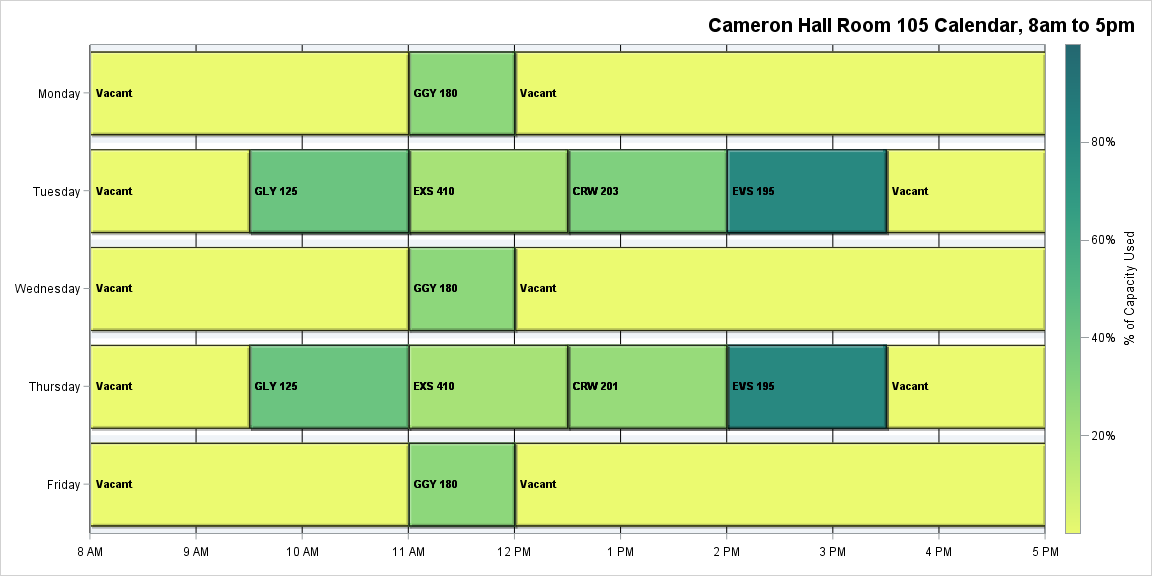 Cameron Hall Room 105 Calendar, 8am to 5pm
Monday Vacant GGY 180 Vacant
80%
Tuesday Vacant GLY 125 EXS 410 CRW 203 EVS 195 Vacant
60%
% of Capacity Used
Wednesday Vacant GGY 180 Vacant
40%
Thursday Vacant GLY 125 EXS 410 CRW 201 EVS 195 Vacant
20%
Friday Vacant GGY 180 Vacant
8 AM 9 AM 10 AM 11 AM 12 PM 1 PM 2 PM 3 PM 4 PM 5 PM